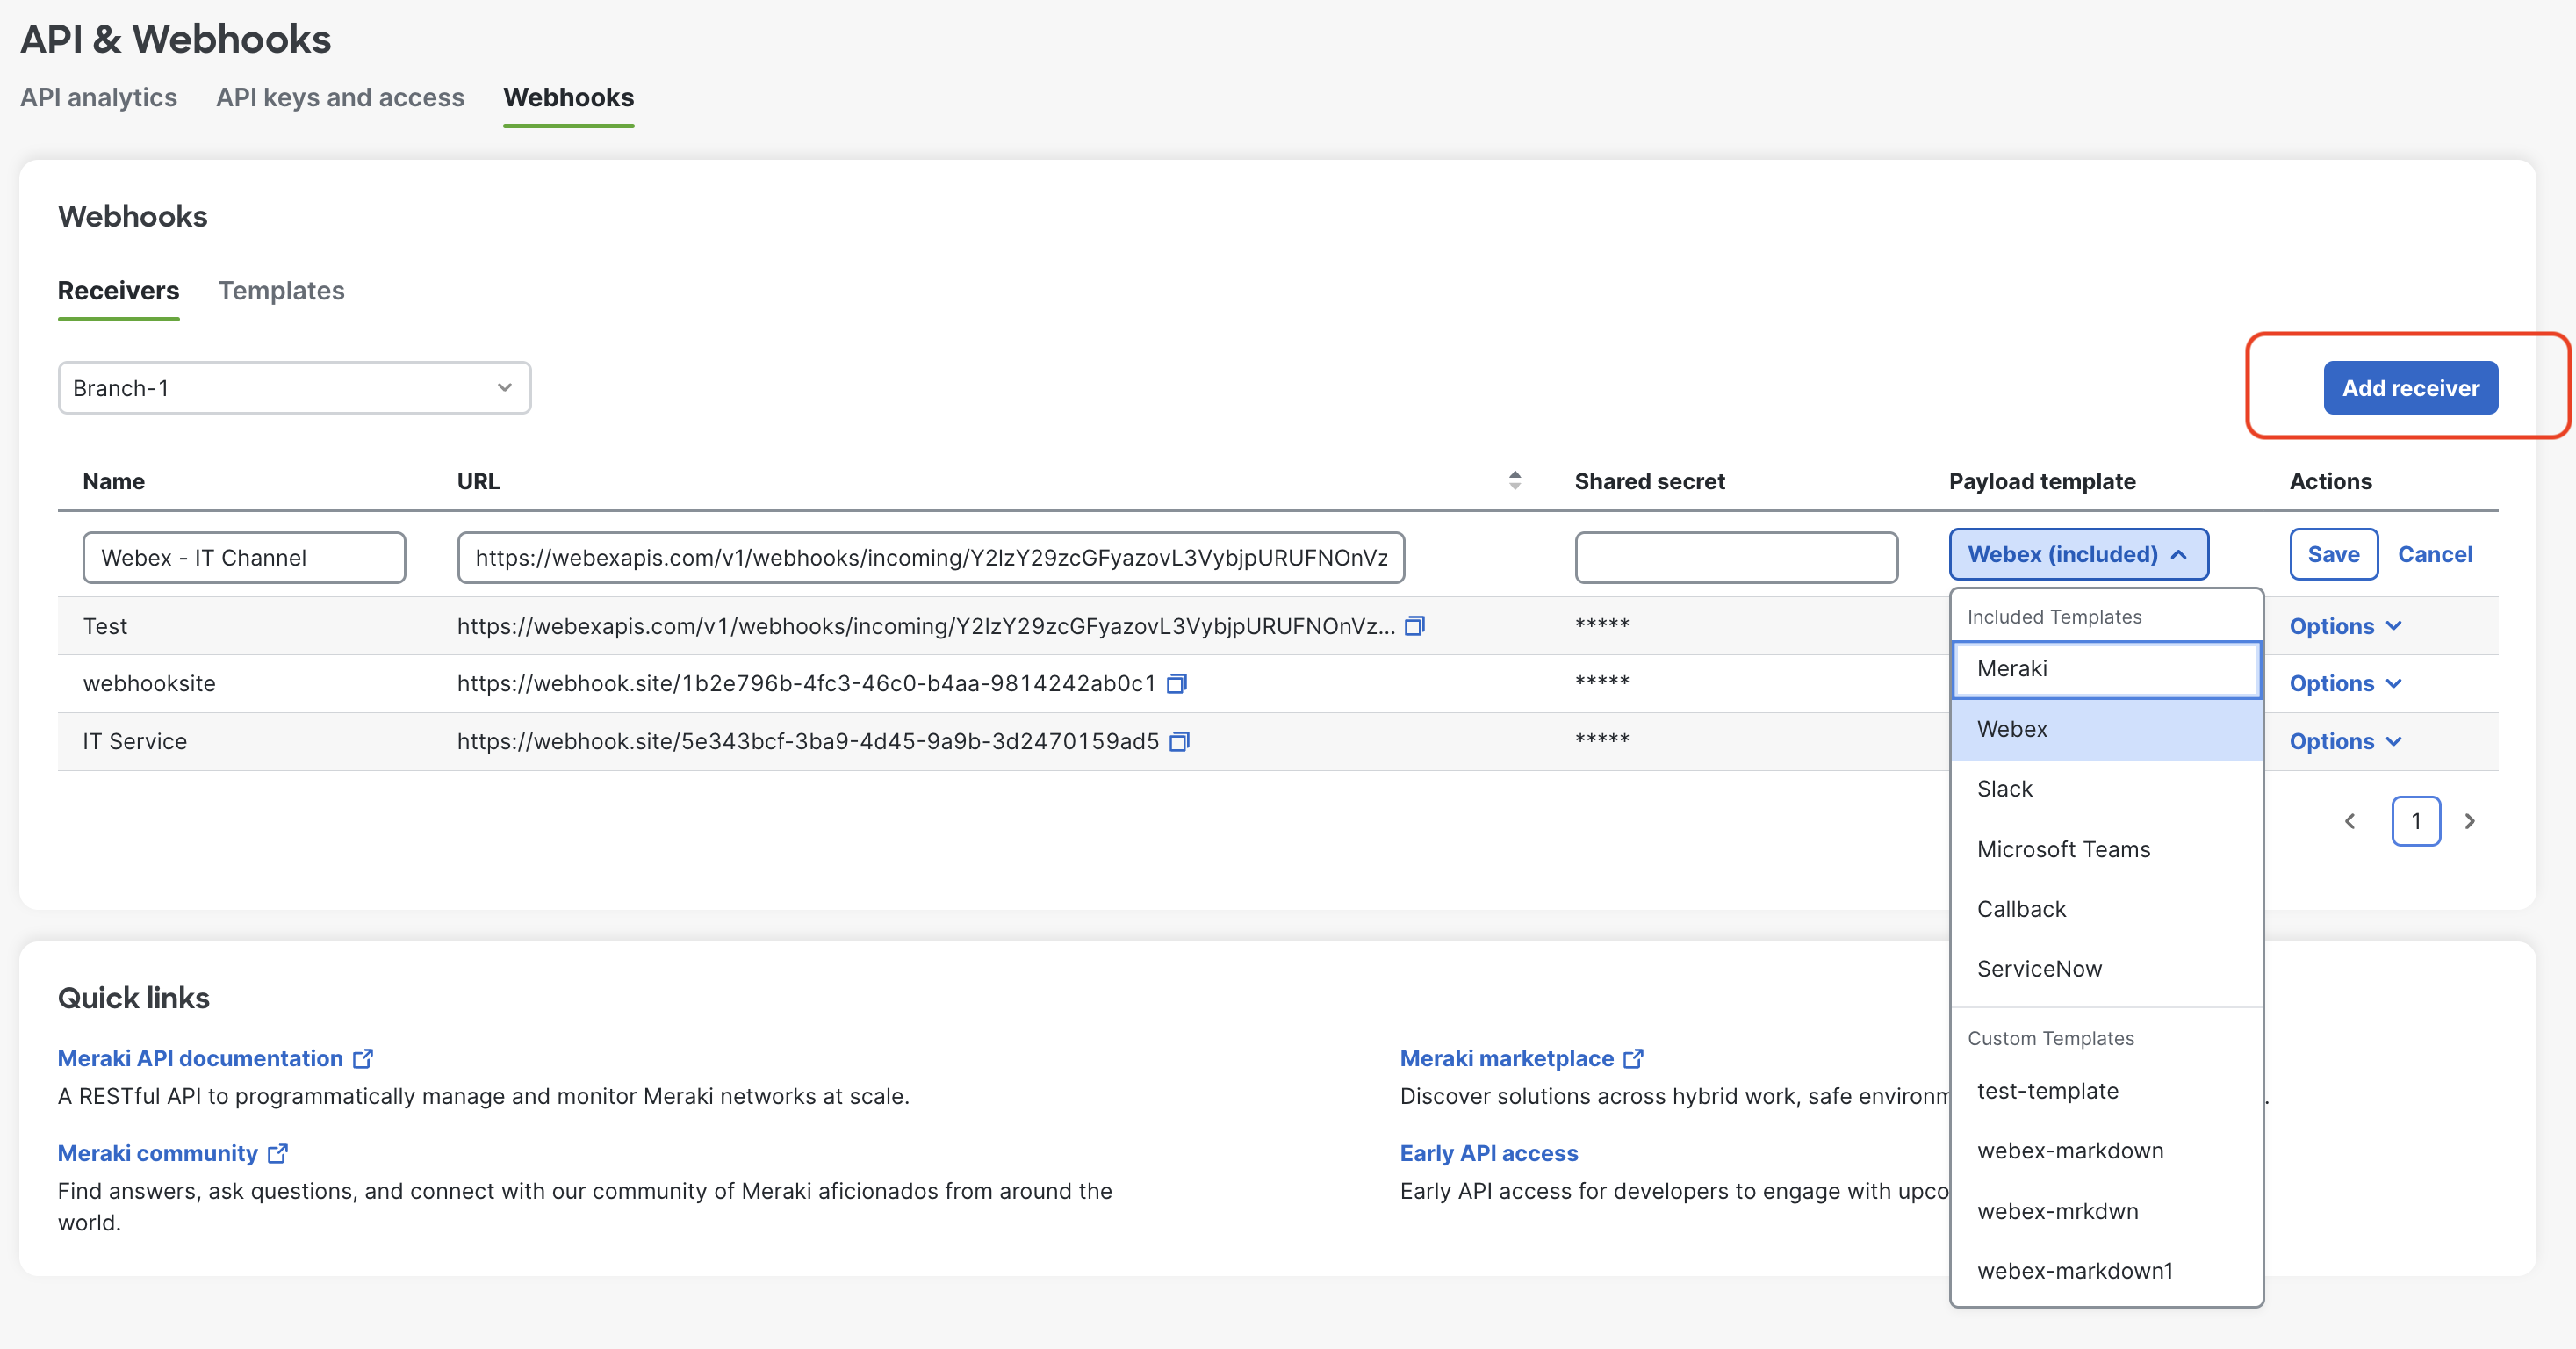 API & Webhooks
API analytics API keys and access Webhooks
Webhooks
Receivers Templates
Branch-1
Add receiver
Name URL Shared secret Payload template Actions
Webex - IT Channel https://webexapis.com/v1/webhooks/incoming/Y2lzY29zcGFyazovL3VybjpURUFNOnVz Webex (included) Save Cancel
Test https://webexapis.com/v1/webhooks/incoming/Y2lzY29zcGFyazovL3VybjpURUFNOnVz... ***** Options
webhooksite https://webhook.site/1b2e796b-4fc3-46c0-b4aa-9814242ab0c1 ***** Options
IT Service https://webhook.site/5e343bcf-3ba9-4d45-9a9b-3d2470159ad5 ***** Options
1
Included Templates
Meraki
Webex
Slack
Microsoft Teams
Callback
ServiceNow
Custom Templates
test-template
webex-markdown
webex-mrkdwn
webex-markdown1
Quick links
Meraki API documentation
A RESTful API to programmatically manage and monitor Meraki networks at scale.
Meraki community
Find answers, ask questions, and connect with our community of Meraki aficionados from around the
world.
Meraki marketplace
Discover solutions across hybrid work, safe
Early API access
Early API access for developers to engage with